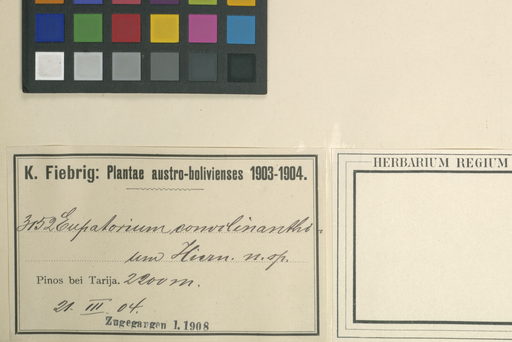 K. Fiebrig: Plantae austro-bolivienses 1903-1904.
HERBARIUM REGIUM
3152 Eupatorium
um Hiern. n. sp.
Pinos bei Tarija. 2200 m.
21. III. 04.
Zugegangen 1. 1908